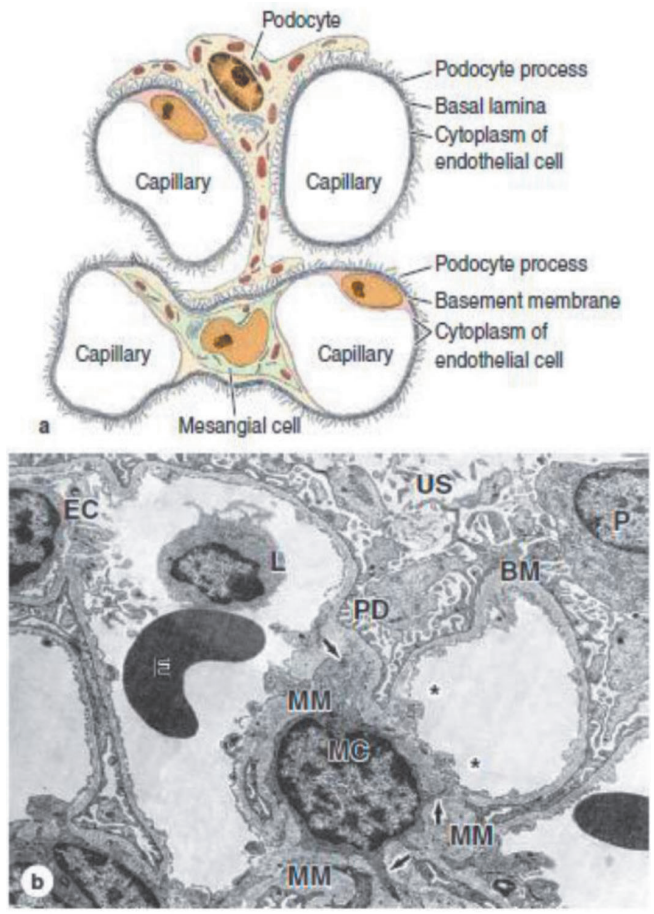 Podocyte
Podocyte process
Basal lamina
Cytoplasm of
endothelial cell
Capillary
Capillary
Podocyte process
Basement membrane
Cytoplasm of
endothelial cell
Capillary
Capillary
a
Mesangial cell
US
EC
P
L
BM
PD
E
*
MM
MC
*
MM
MM
b